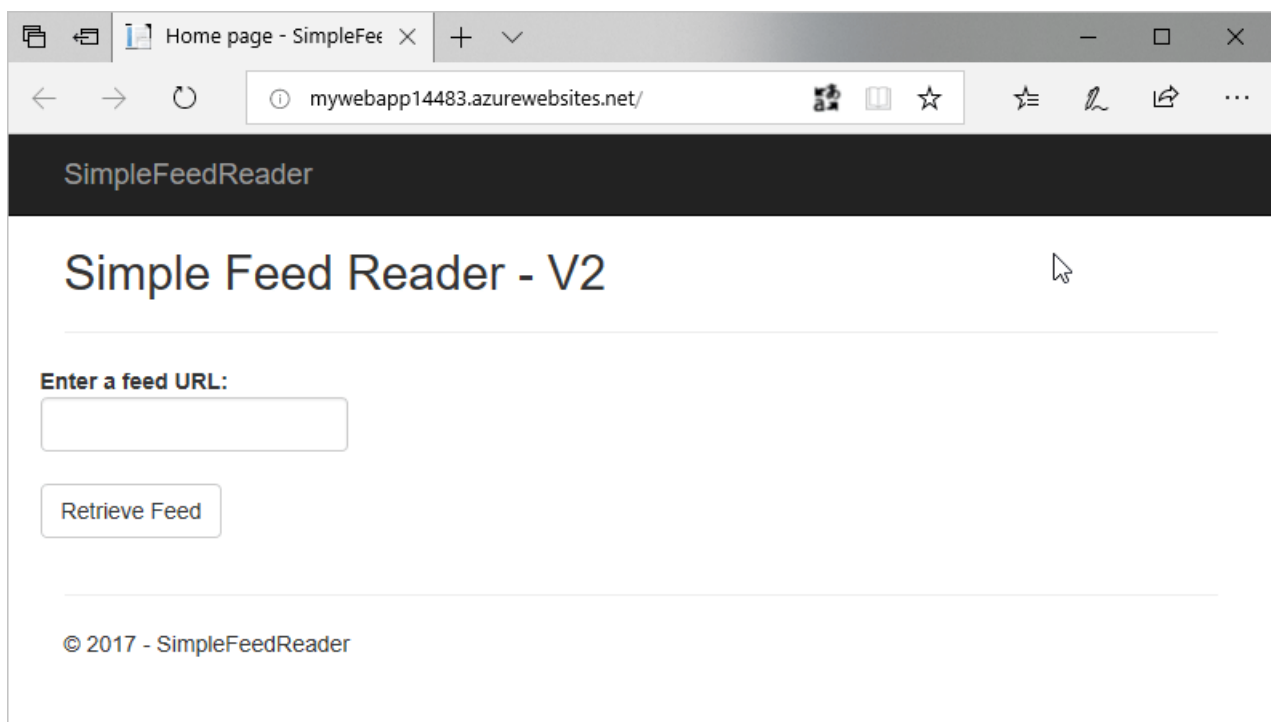 Home page - SimpleFee
mywebapp14483.azurewebsites.net/
SimpleFeedReader
Simple Feed Reader - V2
Enter a feed URL:
Retrieve Feed
© 2017 - SimpleFeedReader